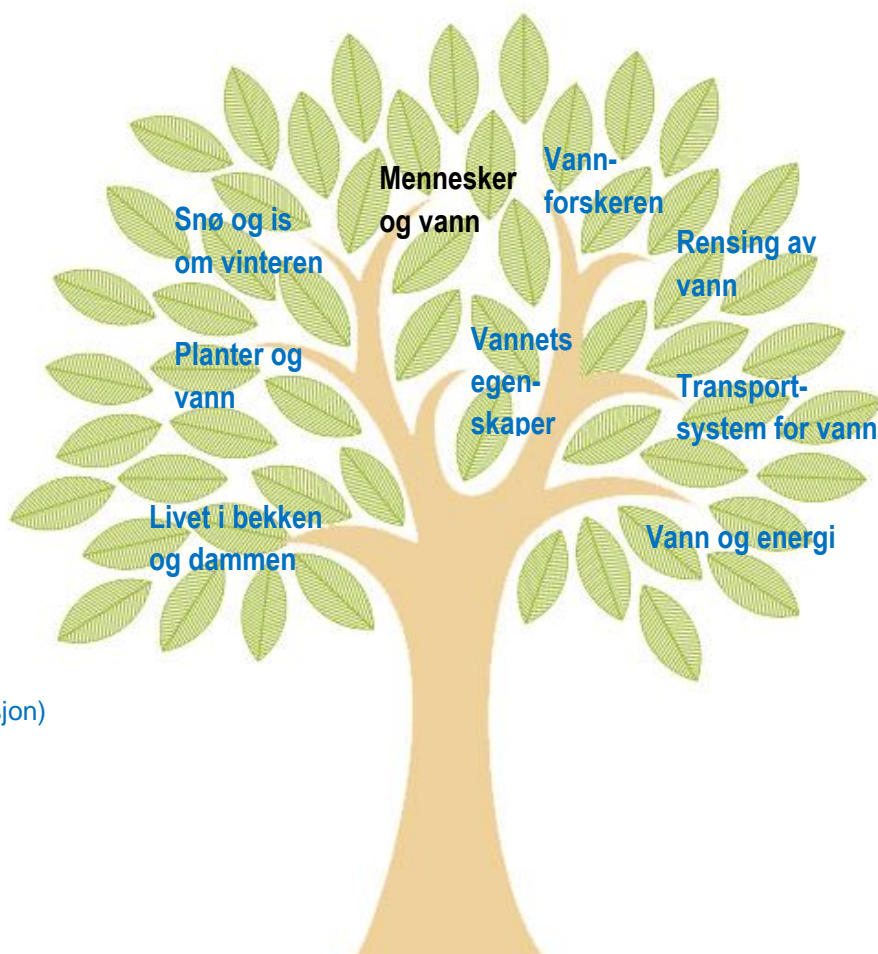 Mennesker
og vann
Vann-
forskeren
Snø og is
om vinteren
Rensing av
vann
Planter og
vann
Vannets
egen-
skaper
Transport-
system for vann
Livet i bekken
og dammen
Vann og energi
sjon)